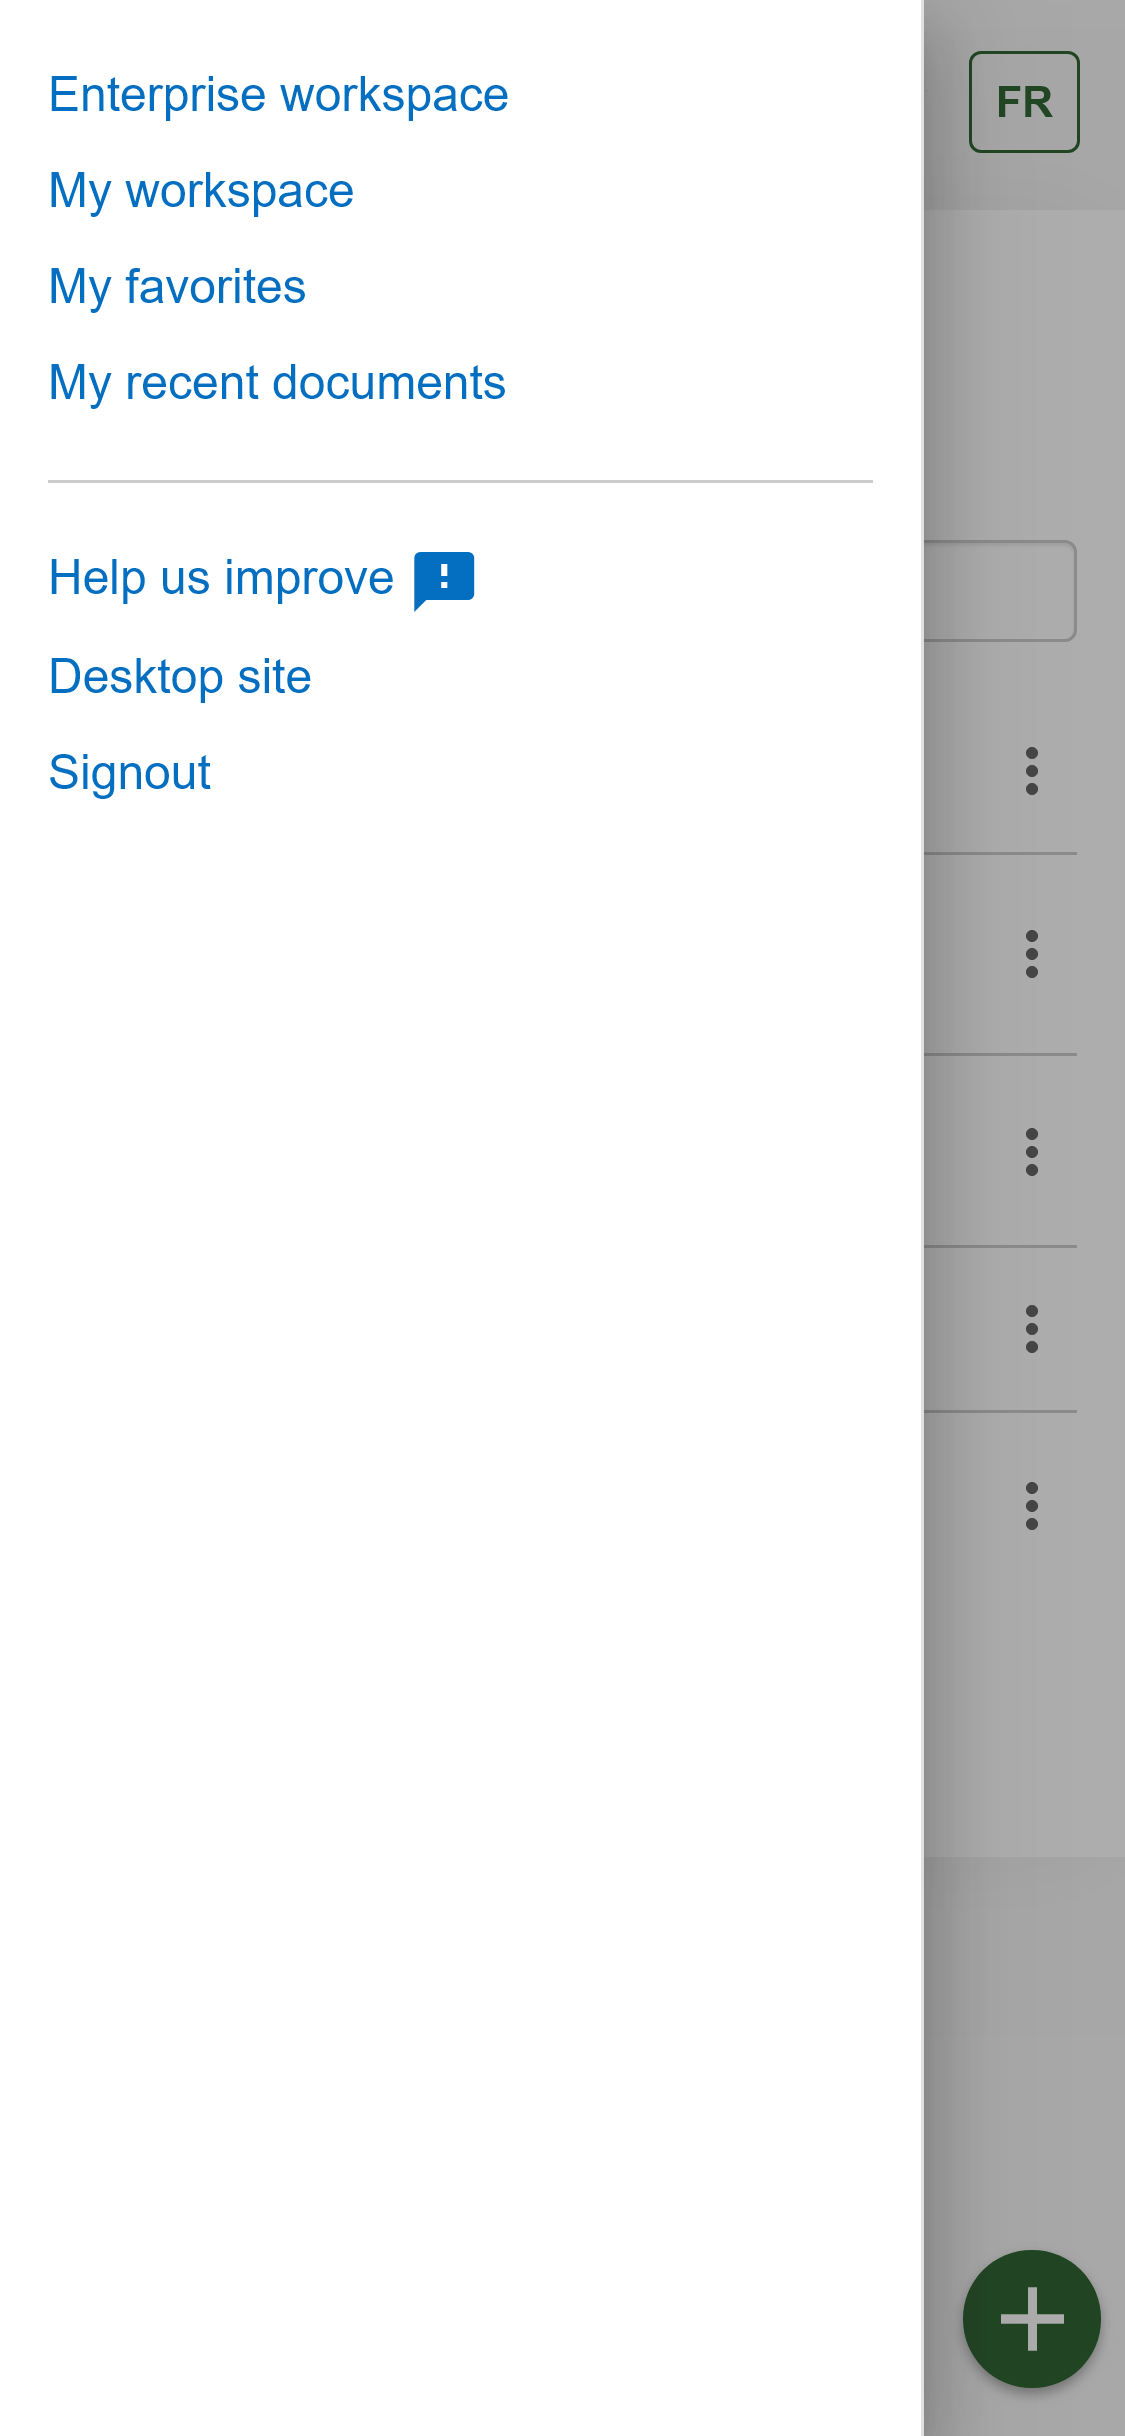 Enterprise workspace
FR
My workspace
My favorites
My recent documents
Help us improve
Desktop site
Signout